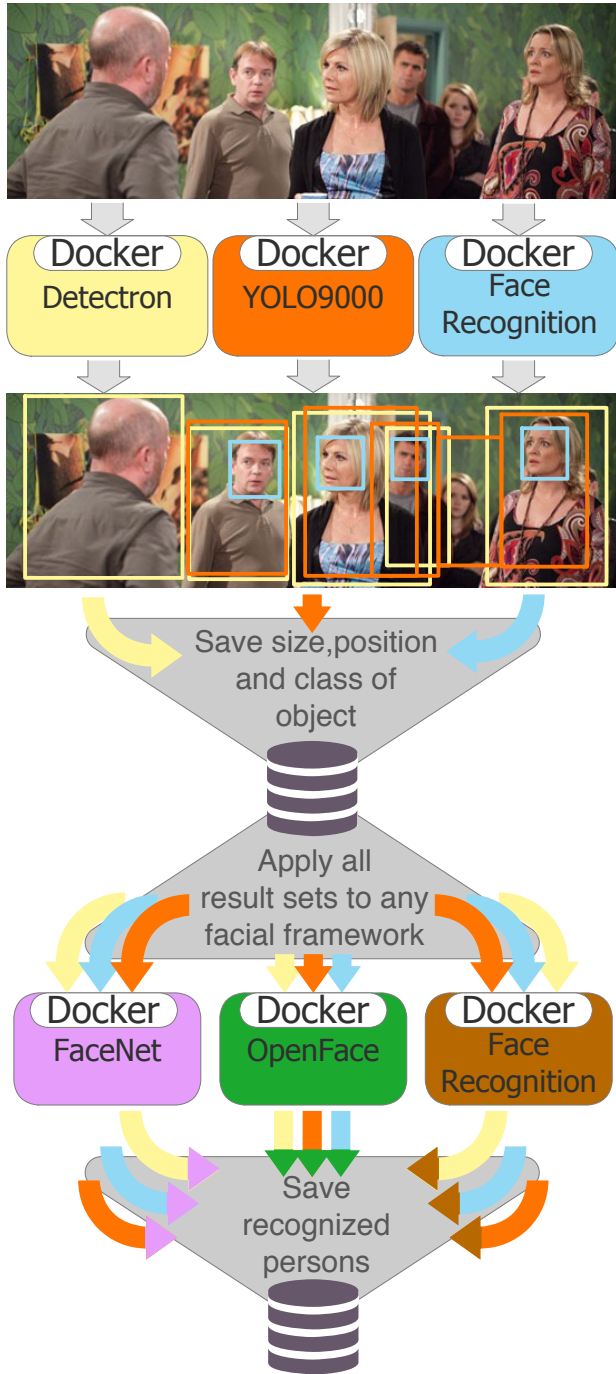 Docker
Detectron
Docker
YOLO9000
Docker
Face
Recognition
Save size,position
and class of
object
Apply all
result sets to any
facial framework
Docker
FaceNet
Docker
OpenFace
Docker
Face
Recognition
Save
recognized
persons